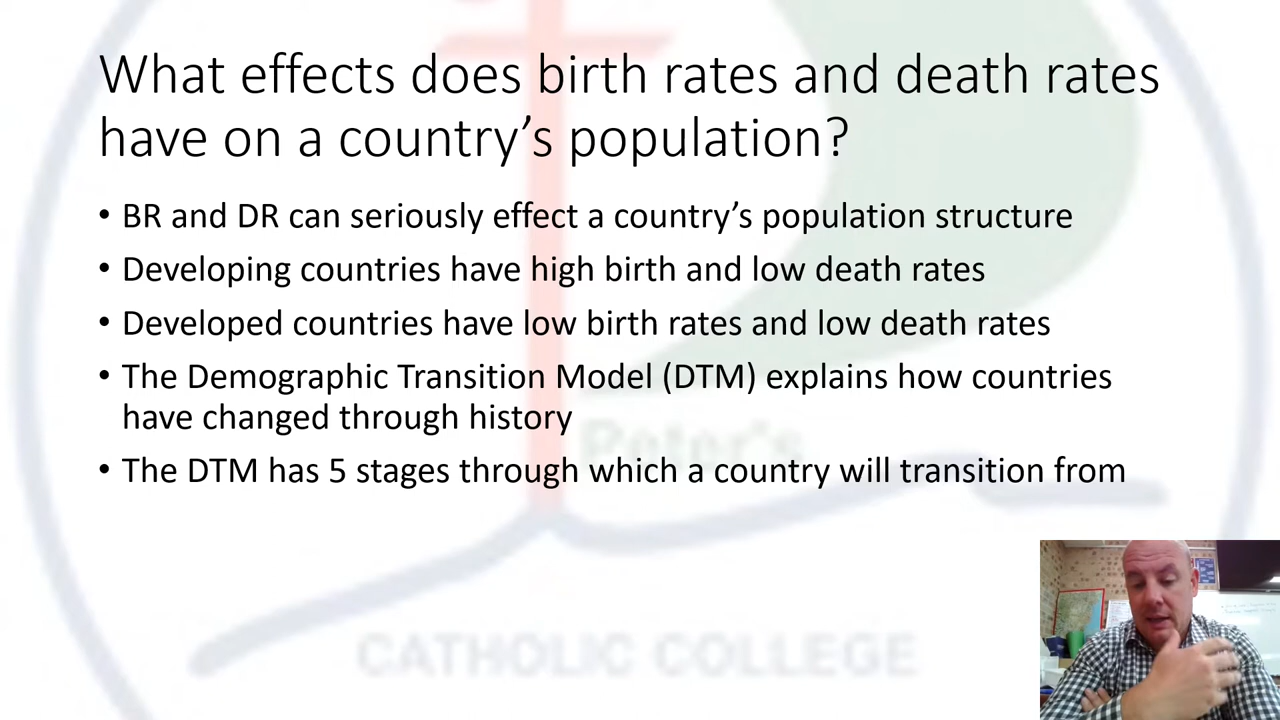 What effects does birth rates and death rates
have on a country’s population?
• BR and DR can seriously effect a country’s population structure
• Developing countries have high birth and low death rates
• Developed countries have low birth rates and low death rates
• The Demographic Transition Model (DTM) explains how countries
have changed through history
Peter's
• The DTM has 5 stages through which a country will transition from
CATHOLIC COLLEGE